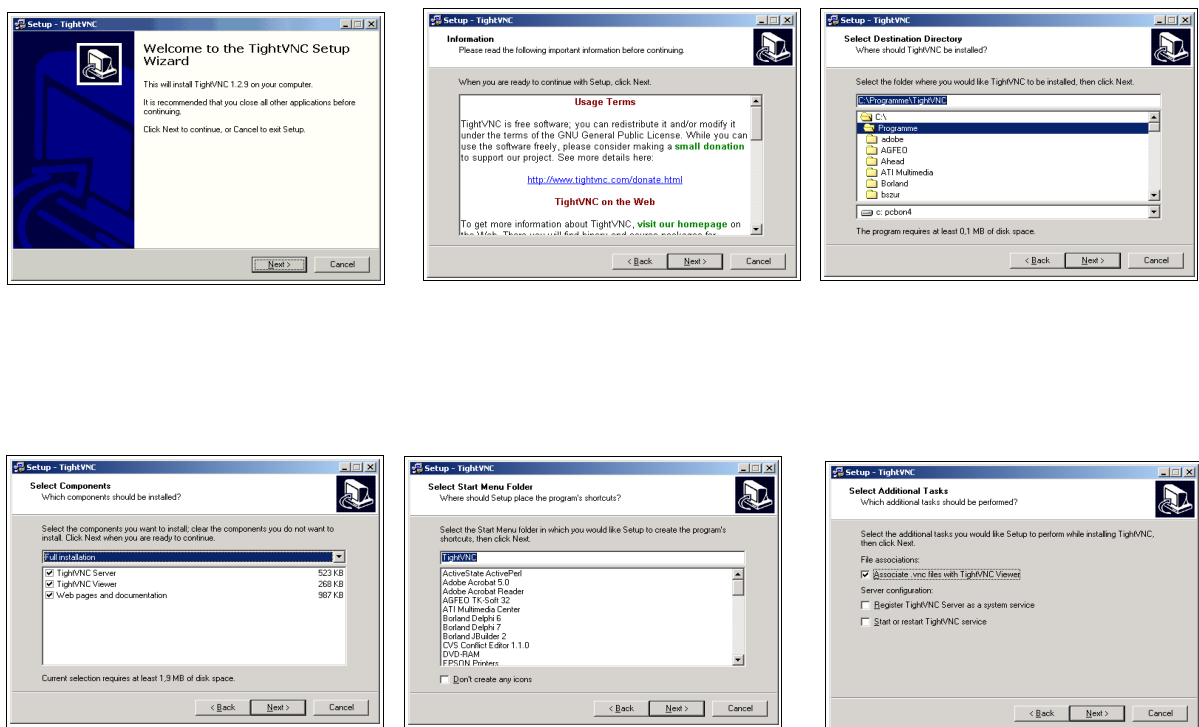 Setup - TightVNC
Welcome to the TightVNC Setup
Wizard
This will install TightVNC 1.2.9 on your computer.
It is recommended that you close all other applications before
continuing.
Click Next to continue, or Cancel to exit Setup.
Next >
Cancel
Setup - TightVNC
Information
Please read the following important information before continuing.
When you are ready to continue with Setup, click Next.
Usage Terms
TightVNC is free software; you can redistribute it and/or modify it
under the terms of the GNU General Public License. While you can
use the software freely, please consider making a small donation
to support our project. See more details here:
http://www.tightvnc.com/donate.html
TightVNC on the Web
To get more information about TightVNC, visit our homepage on
the Web. There you will find binary and source packages for
< Back
Next >
Cancel
Setup - TightVNC
Select Destination Directory
Where should TightVNC be installed?
Select the folder where you would like TightVNC to be installed, then click Next.
C:\Programme\TightVNC
C:\
Programme
adobe
AGFEO
Ahead
ATI Multimedia
Borland
bszur
c: pcbon4
The program requires at least 0,1 MB of disk space.
< Back
Next >
Cancel
Setup - TightVNC
Select Components
Which components should be installed?
Select the components you want to install; clear the components you do not want to
install. Click Next when you are ready to continue.
Full installation
TightVNC Server 523 KB
TightVNC Viewer 268 KB
Web pages and documentation 987 KB
Current selection requires at least 1,9 MB of disk space.
< Back
Next >
Cancel
Setup - TightVNC
Select Start Menu Folder
Where should Setup place the program's shortcuts?
Select the Start Menu folder in which you would like Setup to create the program's
shortcuts, then click Next.
TightVNC
ActiveState ActivePerl
Adobe Acrobat 5.0
Adobe Acrobat Reader
AGFEO TK-Soft 32
ATI Multimedia Center
Borland Delphi 6
Borland Delphi 7
Borland JBuilder 2
CVS Conflict Editor 1.1.0
DVD-RAM
EPSON Printers
Don't create any icons
< Back
Next >
Cancel
Setup - TightVNC
Select Additional Tasks
Which additional tasks should be performed?
Select the additional tasks you would like Setup to perform while installing TightVNC,
then click Next.
File associations:
Associate .vnc files with TightVNC Viewer
Server configuration:
Register TightVNC Server as a system service
Start or restart TightVNC service
< Back
Next >
Cancel